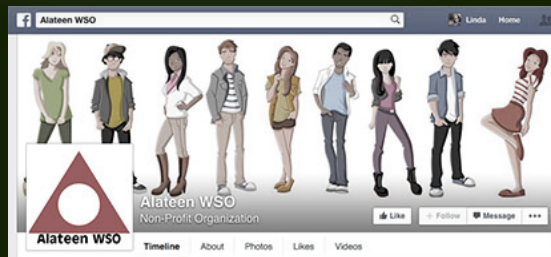 Alateen WSO
Linda Home
Alateen WSO
Non-Profit Organization
Like + Follow Message •••
Alateen WSO
Timeline About Photos Likes Videos